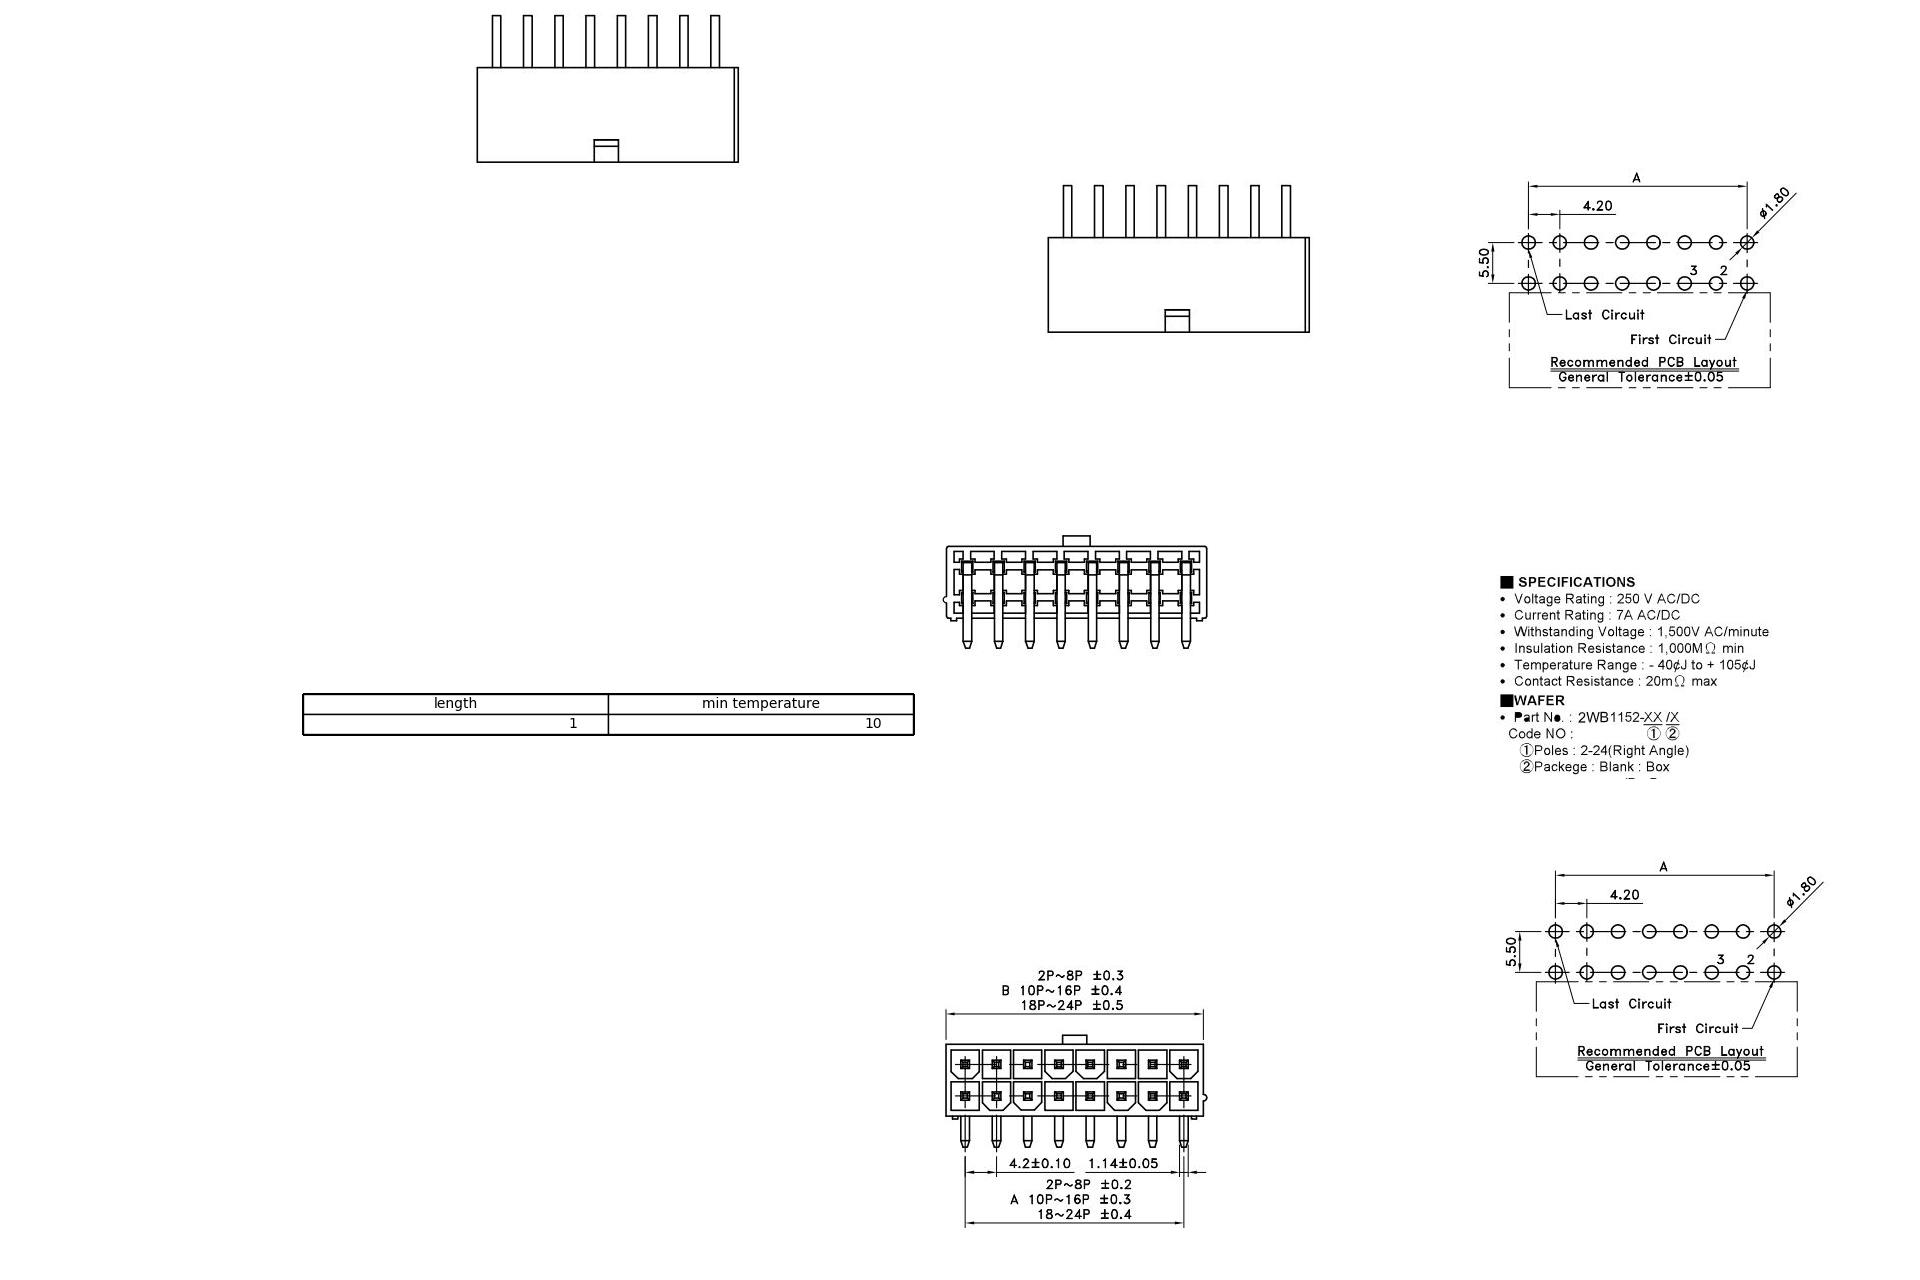 A
4.20
ø1.80
5.50
3 2
Last Circuit
First Circuit
Recommended PCB Layout
General Tolerance±0.05
■ SPECIFICATIONS
• Voltage Rating : 250 V AC/DC
• Current Rating : 7A AC/DC
• Withstanding Voltage : 1,500V AC/minute
• Insulation Resistance : 1,000MΩ min
• Temperature Range : - 40¢J to + 105¢J
• Contact Resistance : 20mΩ max
■WAFER
• Part No. : 2WB1152-XX /X
Code NO : ① ②
①Poles : 2-24(Right Angle)
②Packege : Blank : Box
length min temperature
1 10
A
4.20
ø1.80
5.50
3 2
Last Circuit
First Circuit
Recommended PCB Layout
General Tolerance±0.05
2P~8P ±0.3
B 10P~16P ±0.4
18P~24P ±0.5
4.2±0.10 1.14±0.05
2P~8P ±0.2
A 10P~16P ±0.3
18~24P ±0.4